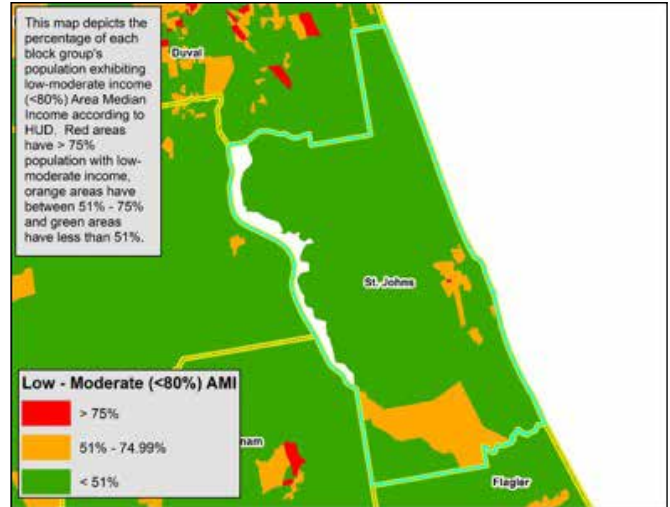 This map depicts the
percentage of each
block group's
population exhibiting
low-moderate income
(<80%) Area Median
Income according to
HUD. Red areas
have > 75%
population with low-
moderate income,
orange areas have
between 51% - 75%
and green areas
have less than 51%.
Duval
St. Johns
Low - Moderate (<80%) AMI
> 75%
51% - 74.99%
< 51%
nam
Flagler